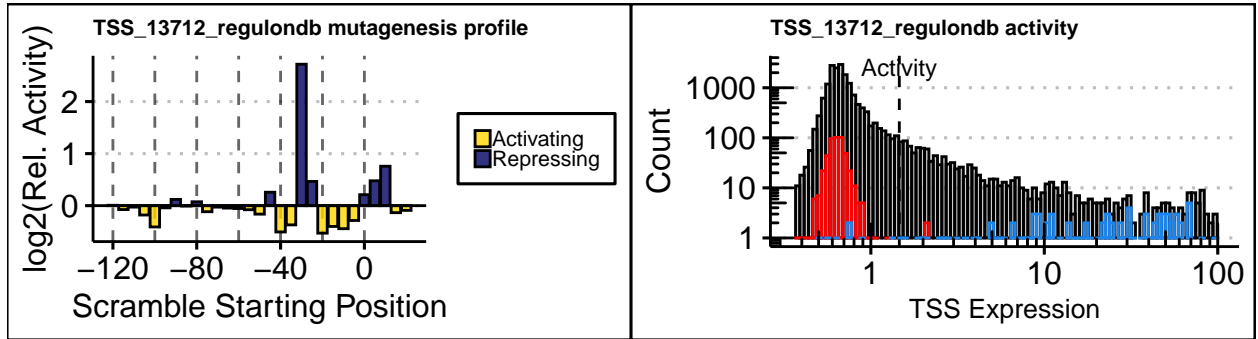 TSS_13712_regulondb mutagenesis profile
log2(Rel. Activity)
2
1
0
−120
−80
−40
0
Scramble Starting Position
Activating
Repressing
TSS_13712_regulondb activity
Activity
Count
1000
100
10
1
1
10
100
TSS Expression